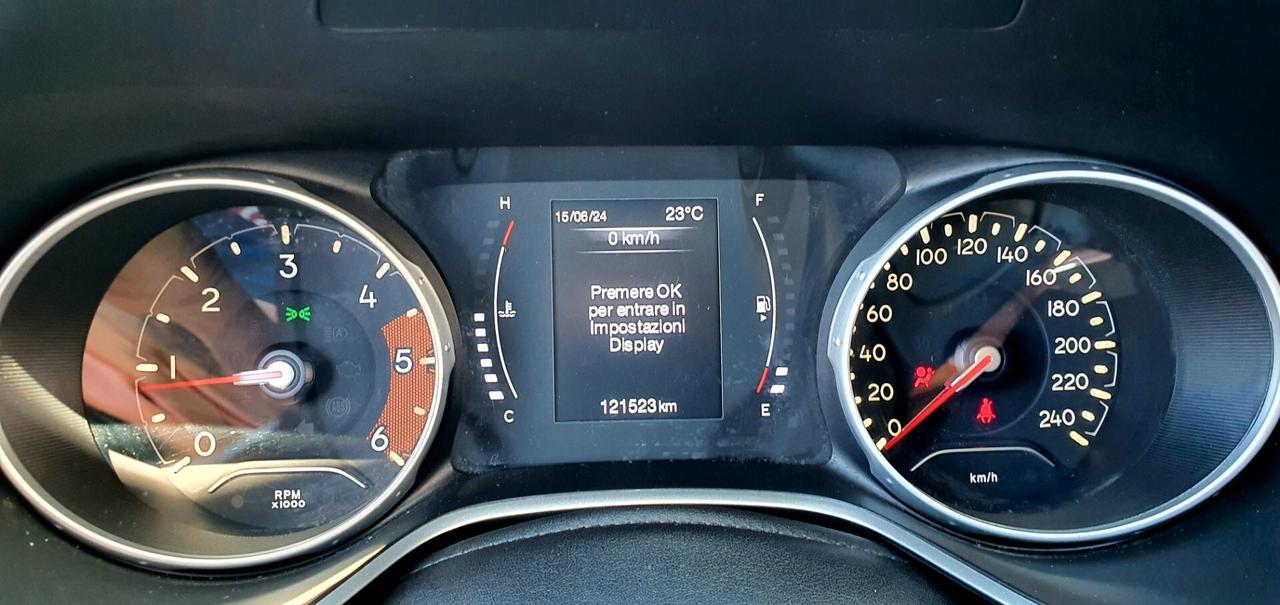 0
1
2
3
4
5
6
RPM
x1000
H
C
15/06/24
23°C
0 km/h
Premere OK
per entrare in
Impostazioni
Display
121523 km
F
E
0
20
40
60
80
100
120
140
160
180
200
220
240
km/h